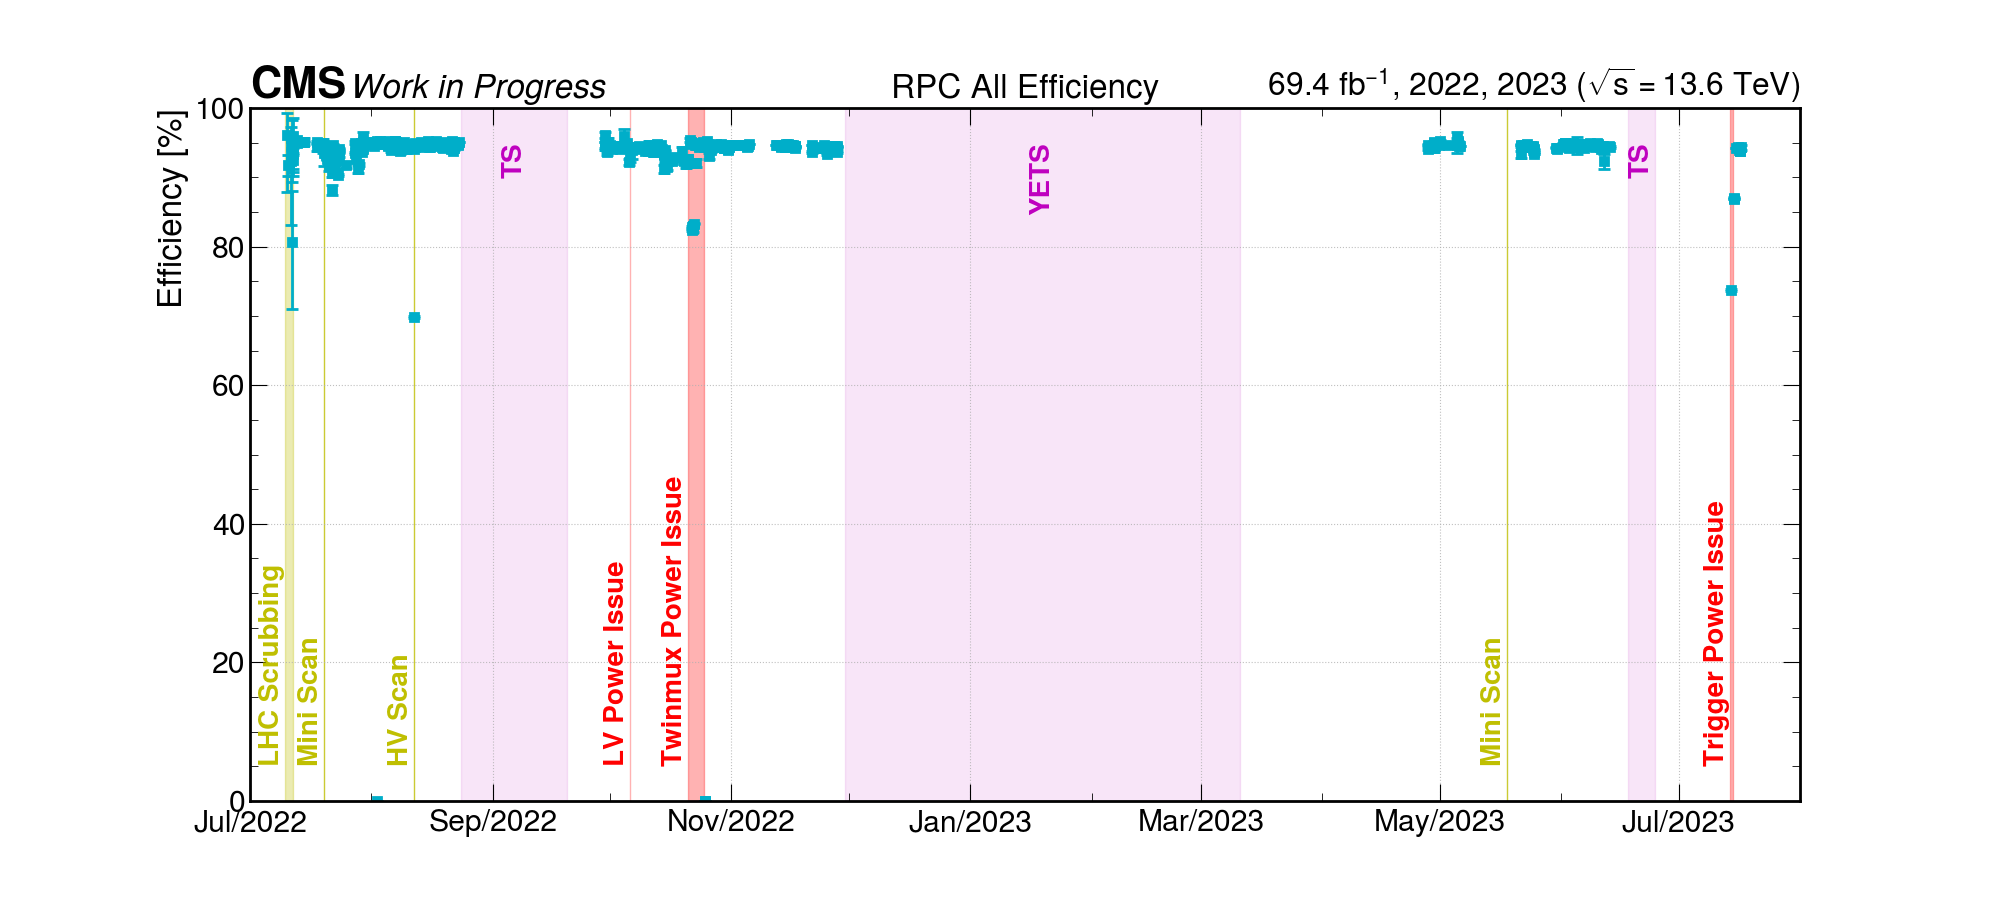 CMS Work in Progress
RPC All Efficiency
69.4 fb⁻¹, 2022, 2023 (√s = 13.6 TeV)
Efficiency [%]
100
80
60
40
20
0
LHC Scrubbing
Mini Scan
HV Scan
TS
LV Power Issue
Twinmux Power Issue
YETS
Mini Scan
TS
Trigger Power Issue
Jul/2022
Sep/2022
Nov/2022
Jan/2023
Mar/2023
May/2023
Jul/2023